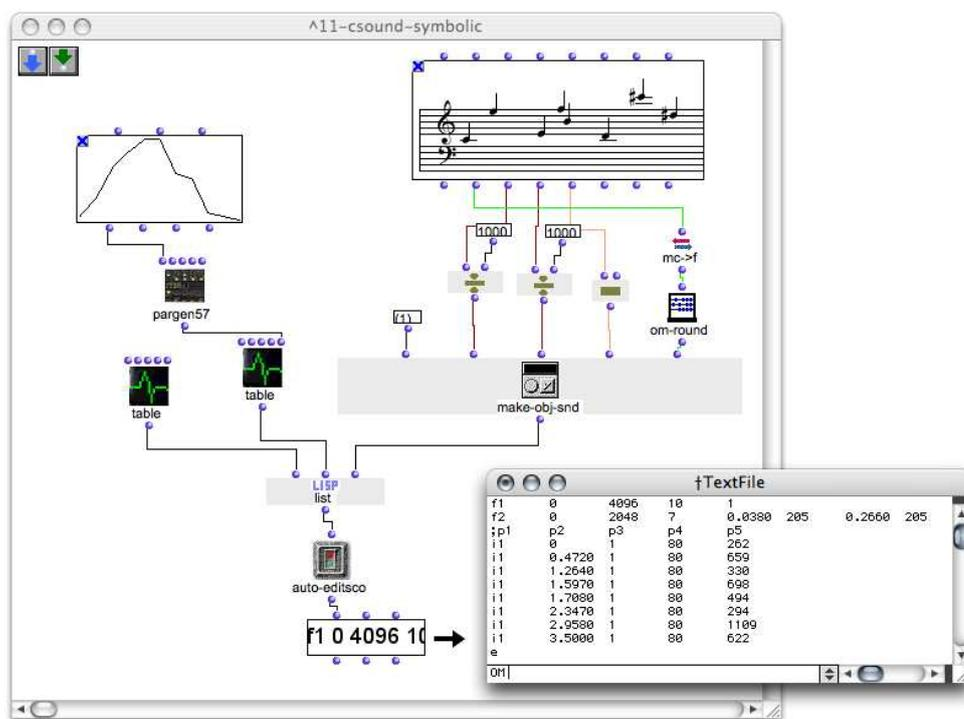 ^11-csound-symbolic
1000
1000
mc->f
pargen57
(1)
om-round
table
table
make-obj-snd
LISP
list
auto-editsco
f1 0 4096 10
†TextFile
f1 0 4096 10 1
f2 0 2048 7 0.0380 205 0.2660 205
;p1 p2 p3 p4 p5
i1 0 1 80 262
i1 0.4720 1 80 659
i1 1.2640 1 80 330
i1 1.5970 1 80 698
i1 1.7080 1 80 494
i1 2.3470 1 80 294
i1 2.9580 1 80 1109
i1 3.5000 1 80 622
e
OM